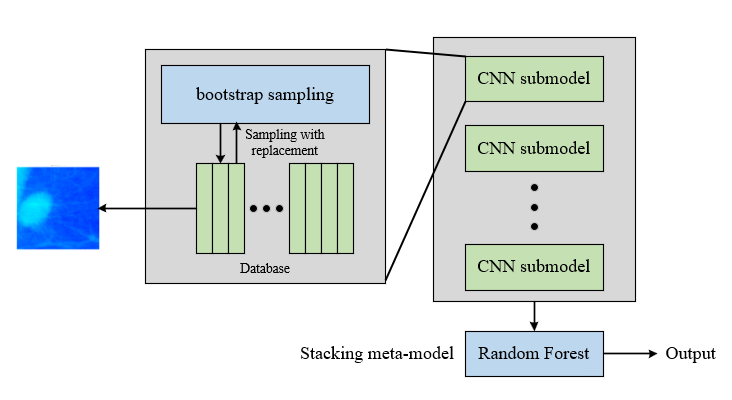 bootstrap sampling
Sampling with
replacement
Database
CNN submodel
CNN submodel
CNN submodel
Stacking meta-model
Random Forest
Output